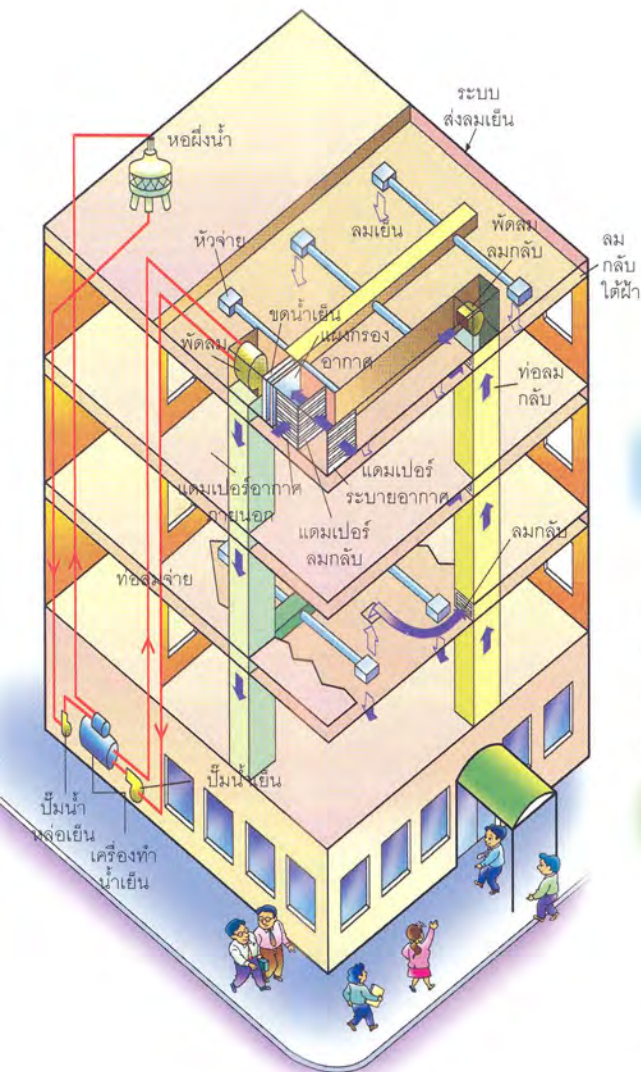 ระบบ
ส่งลมเย็น
หอผึ่งน้ำ
ลมเย็น
พัดลม
ลมกลับ
ลม
กลับ
ใต้ฝ้า
หัวจ่าย
ขดน้ำเย็น
แผงกรอง
อากาศ
พัดลม
ท่อลม
กลับ
แดมเปอร์อากาศ
ภายนอก
แดมเปอร์
ระบายอากาศ
แดมเปอร์
ลมกลับ
ลมกลับ
ท่อลมจ่าย
ปั๊มน้ำเย็น
ปั๊มน้ำ
หล่อเย็น
เครื่องทำ
น้ำเย็น